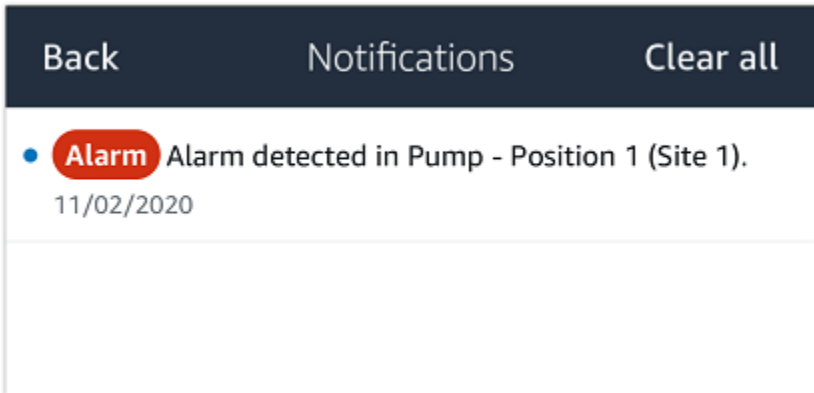 Back Notifications Clear all
Alarm Alarm detected in Pump - Position 1 (Site 1).
11/02/2020